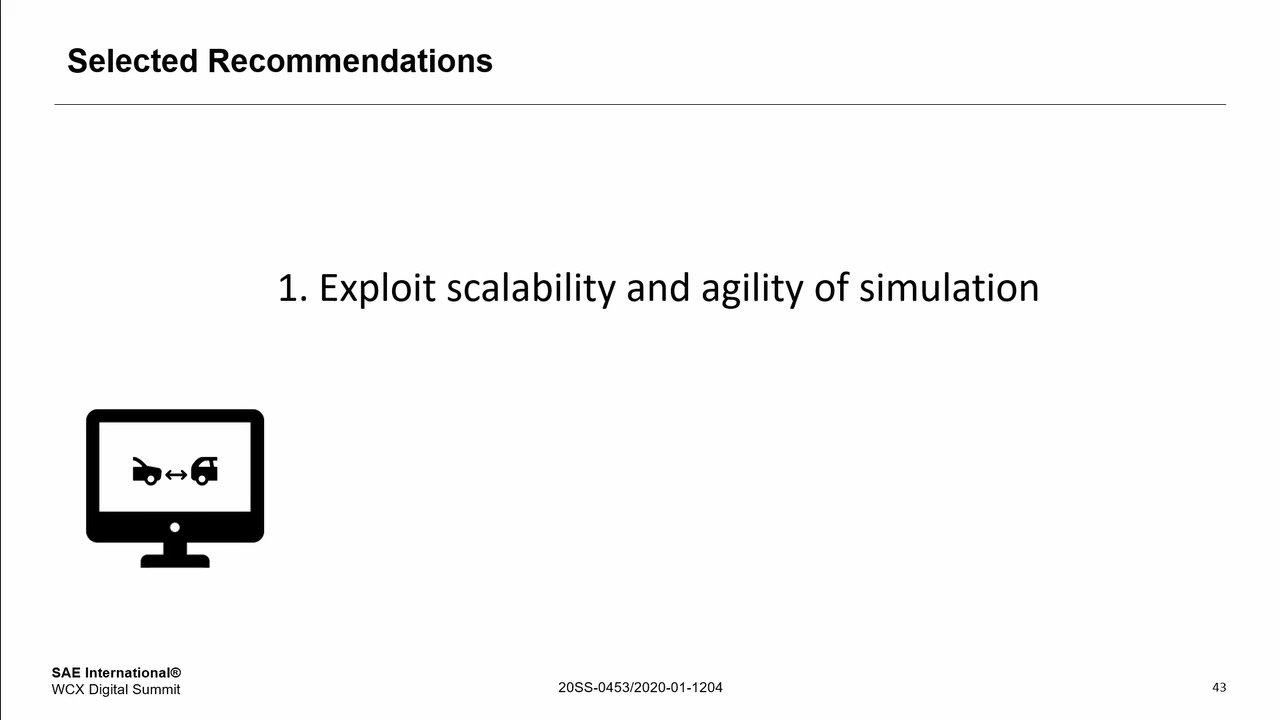 Selected Recommendations
1. Exploit scalability and agility of simulation
SAE International®
WCX Digital Summit
20SS-0453/2020-01-1204
43